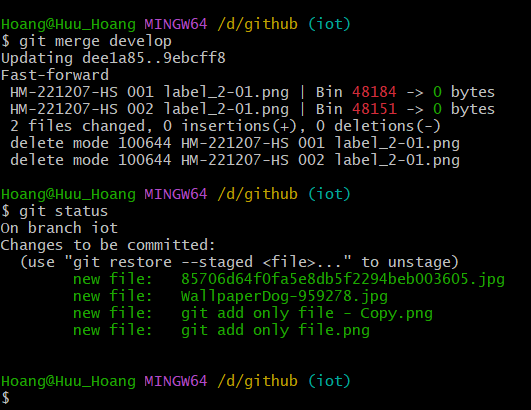 Hoang@Huu_Hoang MINGW64 /d/github (iot)
$ git merge develop
Updating dee1a85..9ebcff8
Fast-forward
 HM-221207-HS 001 label_2-01.png | Bin 48184 -> 0 bytes
 HM-221207-HS 002 label_2-01.png | Bin 48151 -> 0 bytes
 2 files changed, 0 insertions(+), 0 deletions(-)
 delete mode 100644 HM-221207-HS 001 label_2-01.png
 delete mode 100644 HM-221207-HS 002 label_2-01.png
Hoang@Huu_Hoang MINGW64 /d/github (iot)
$ git status
On branch iot
Changes to be committed:
  (use "git restore --staged <file>..." to unstage)
        new file:   85706d64f0fa5e8db5f2294beb003605.jpg
        new file:   WallpaperDog-959278.jpg
        new file:   git add only file - Copy.png
        new file:   git add only file.png
Hoang@Huu_Hoang MINGW64 /d/github (iot)
$